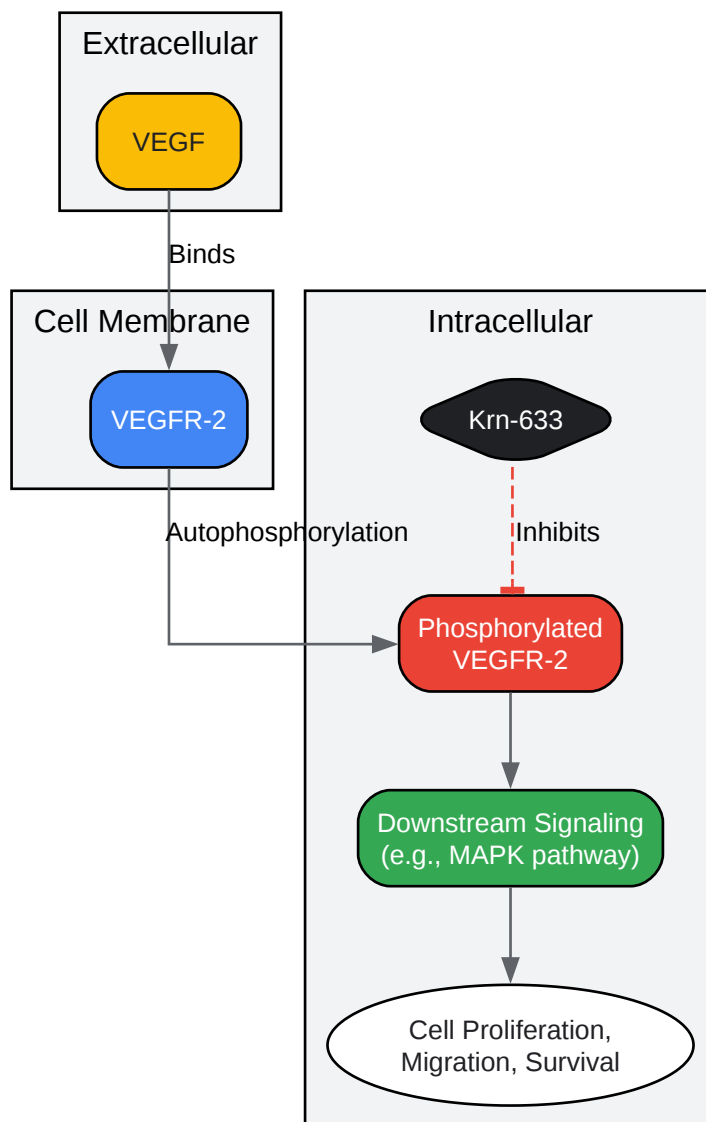 Extracellular
VEGF
Binds
Cell Membrane
VEGFR-2
Intracellular
Krn-633
Autophosphorylation
Inhibits
Phosphorylated
VEGFR-2
Downstream Signaling
(e.g., MAPK pathway)
Cell Proliferation,
Migration, Survival